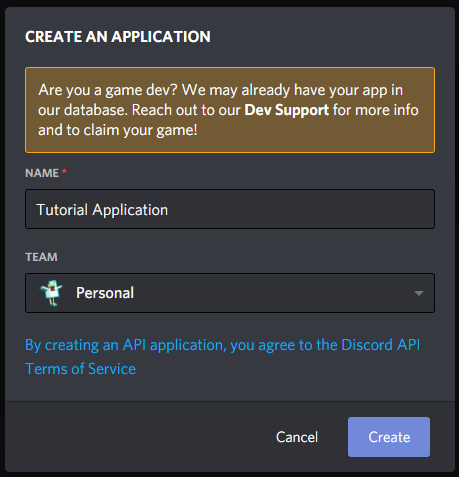 CREATE AN APPLICATION
Are you a game dev? We may already have your app in
our database. Reach out to our Dev Support for more info
and to claim your game!
NAME *
Tutorial Application
TEAM
Personal
By creating an API application, you agree to the Discord API
Terms of Service
Cancel
Create